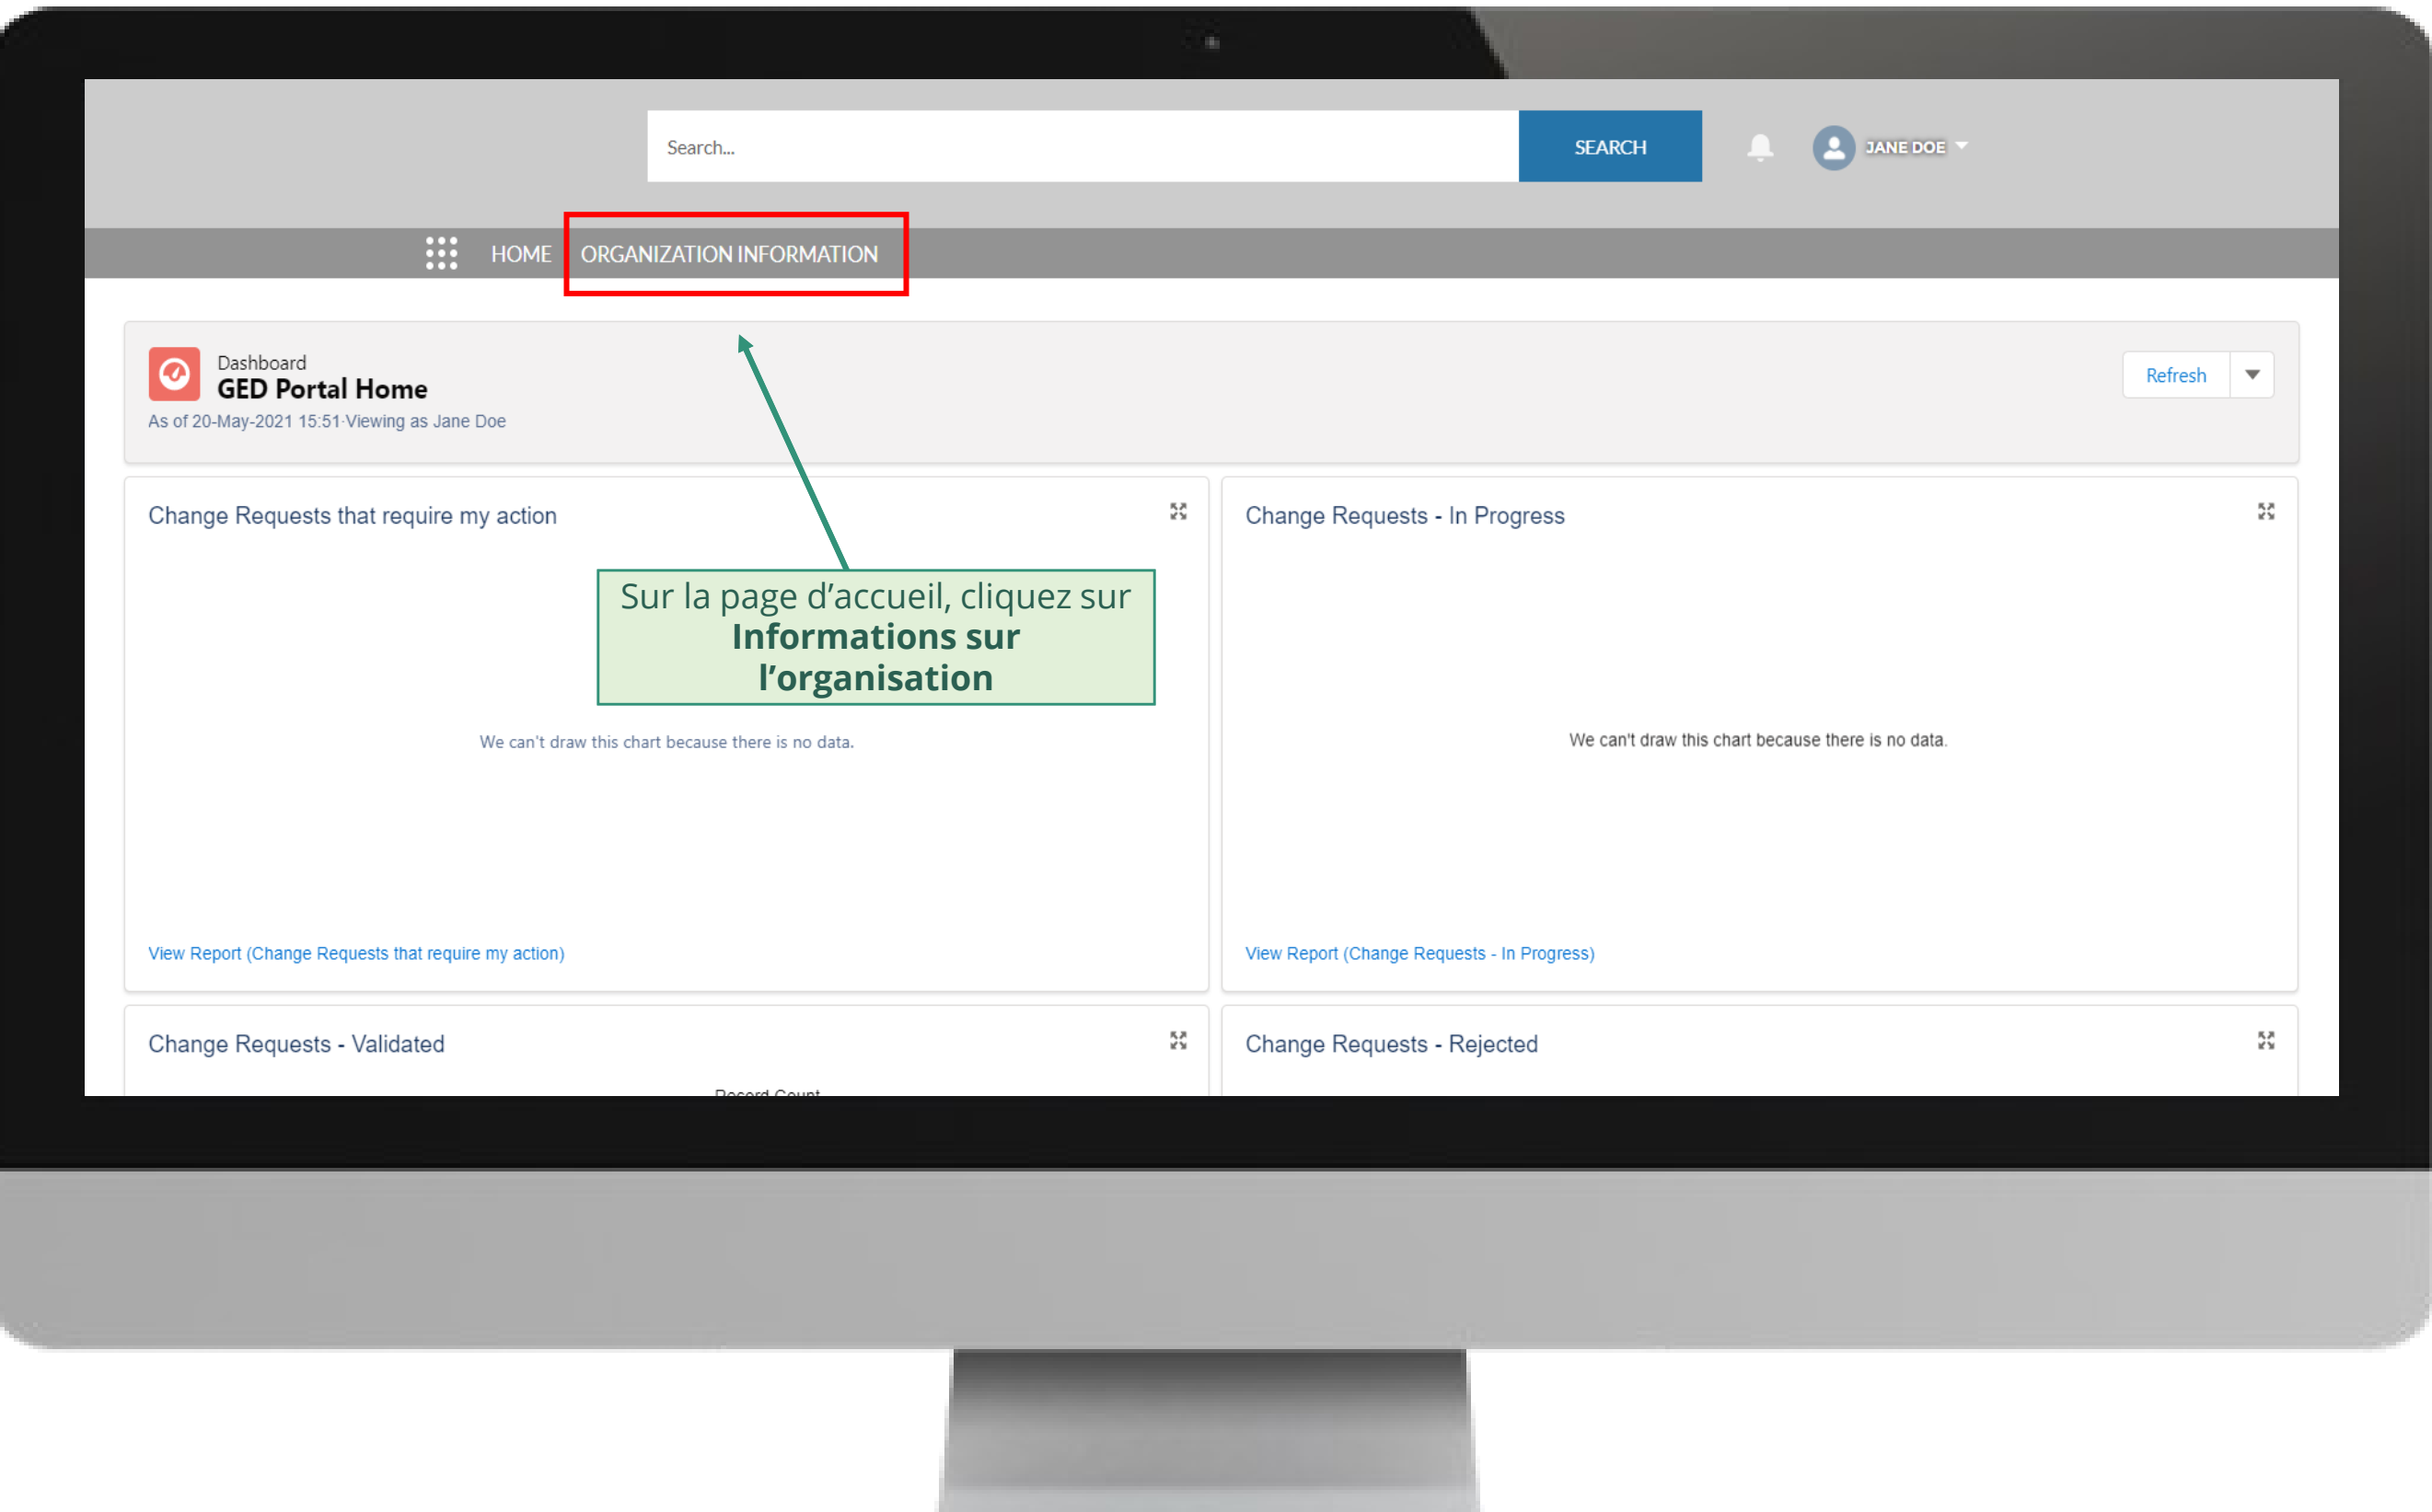 Search...
SEARCH
JANE DOE
HOME
ORGANIZATION INFORMATION
Dashboard
GED Portal Home
As of 20-May-2021 15:51·Viewing as Jane Doe
Refresh
Change Requests that require my action
Change Requests - In Progress
Sur la page d’accueil, cliquez sur
Informations sur
l’organisation
We can't draw this chart because there is no data.
We can't draw this chart because there is no data.
View Report (Change Requests that require my action)
View Report (Change Requests - In Progress)
Change Requests - Validated
Change Requests - Rejected
Record Count